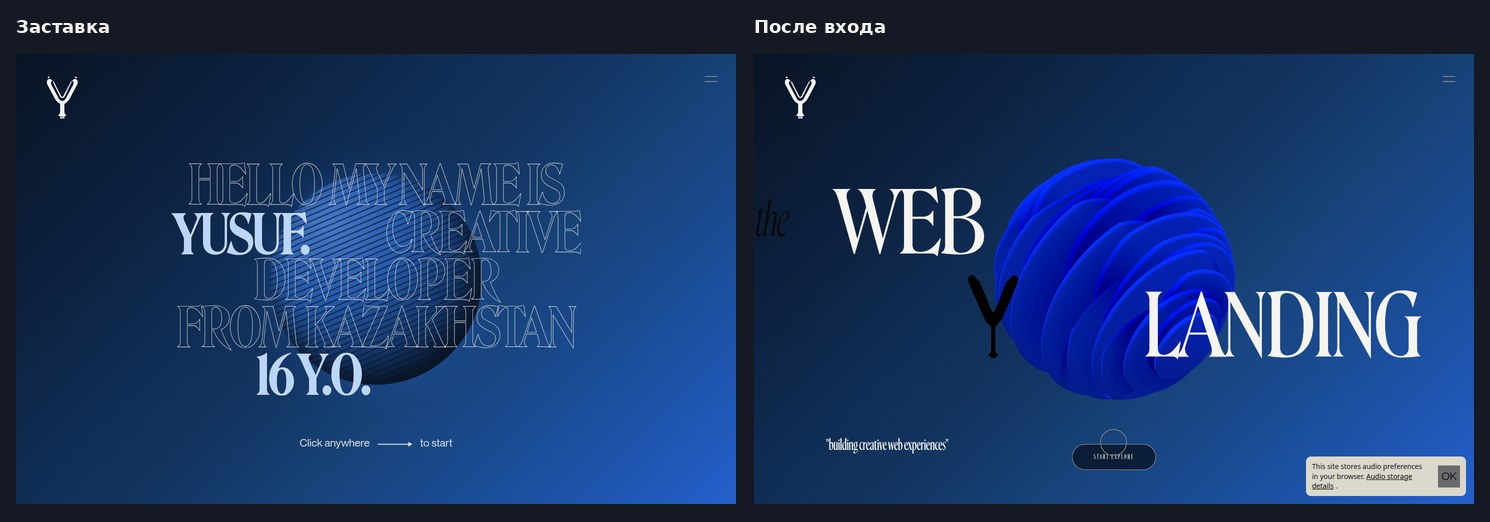 Заставка
После входа
HELLO MY NAME IS
YUSUF. CREATIVE
DEVELOPER
FROM KAZAKHSTAN
16 Y.O.
Click anywhere to start
the
WEB
Y
LANDING
"building creative web experiences"
START EXPLORE
This site stores audio preferences
in your browser. Audio storage
details .
OK